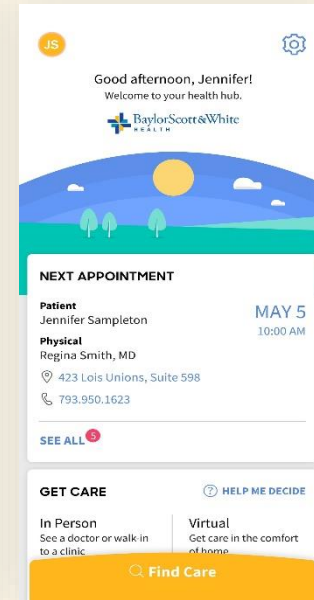 JS
Good afternoon, Jennifer!
Welcome to your health hub.
BaylorScott&White
HEALTH
NEXT APPOINTMENT
Patient
Jennifer Sampleton
MAY 5
10:00 AM
Physical
Regina Smith, MD
423 Lois Unions, Suite 598
793.950.1623
SEE ALL 5
GET CARE
? HELP ME DECIDE
In Person
See a doctor or walk-in
to a clinic
Virtual
Get care in the comfort
of home
Find Care